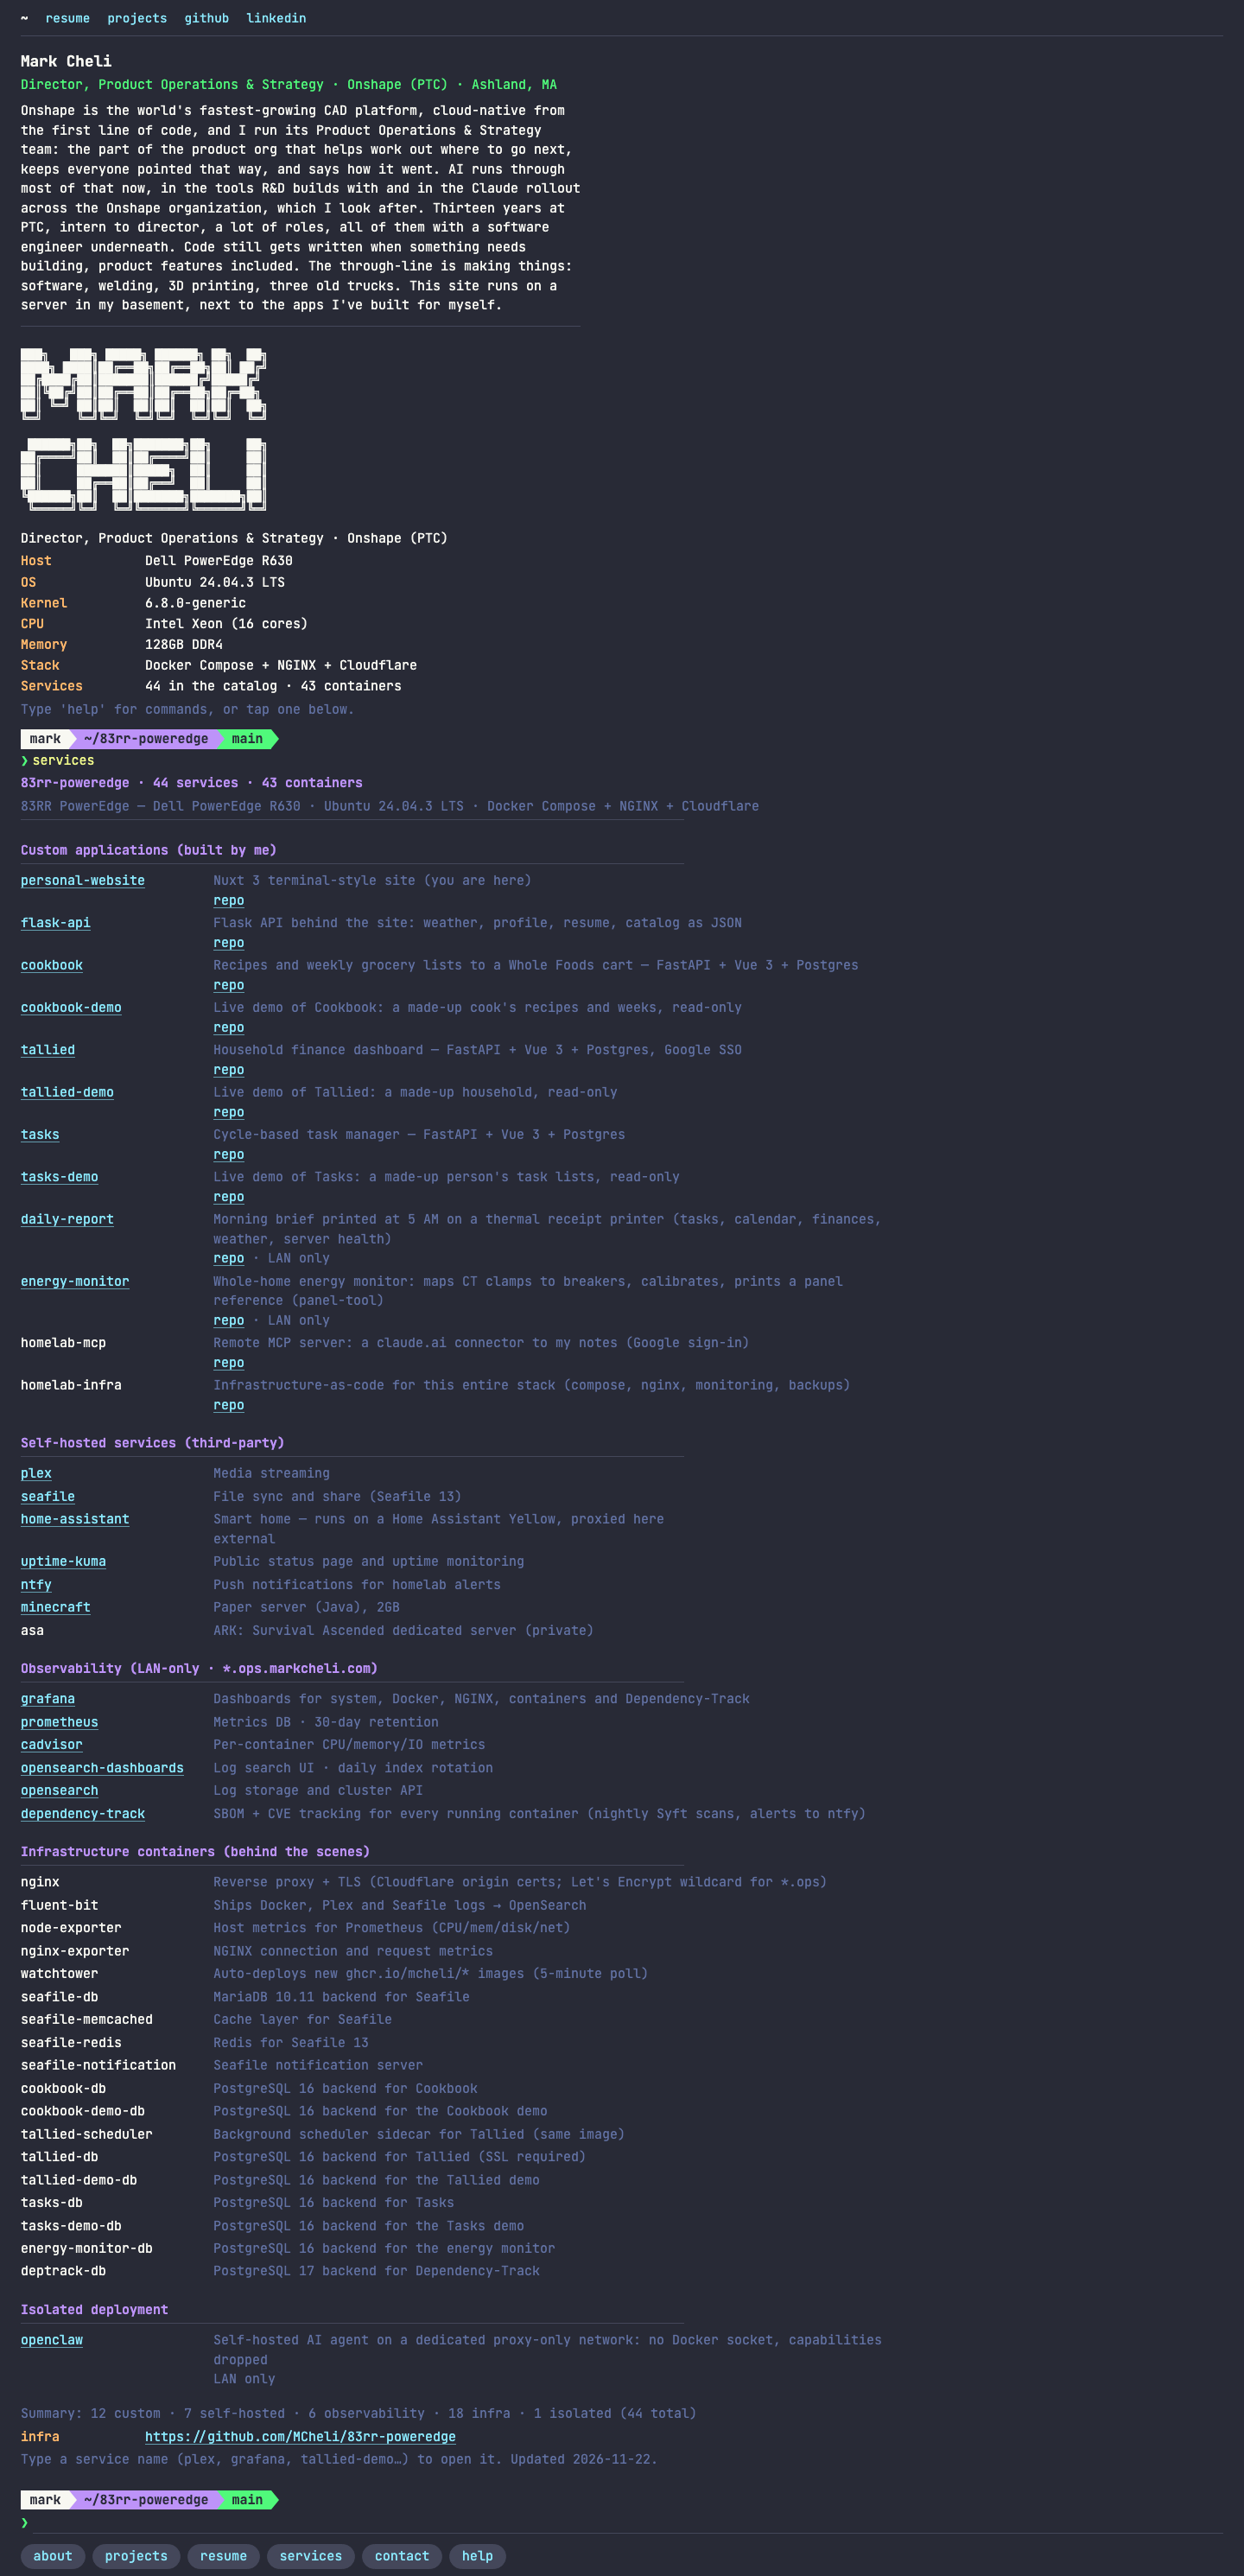 ~ resume projects github linkedin
Mark Cheli
Director, Product Operations & Strategy · Onshape (PTC) · Ashland, MA
Onshape is the world's fastest-growing CAD platform, cloud-native from
the first line of code, and I run its Product Operations & Strategy
team: the part of the product org that helps work out where to go next,
keeps everyone pointed that way, and says how it went. AI runs through
most of that now, in the tools R&D builds with and in the Claude rollout
across the Onshape organization, which I look after. Thirteen years at
PTC, intern to director, a lot of roles, all of them with a software
engineer underneath. Code still gets written when something needs
building, product features included. The through-line is making things:
software, welding, 3D printing, three old trucks. This site runs on a
server in my basement, next to the apps I've built for myself.
MARK
CHELI
Director, Product Operations & Strategy · Onshape (PTC)
Host Dell PowerEdge R630
OS Ubuntu 24.04.3 LTS
Kernel 6.8.0-generic
CPU Intel Xeon (16 cores)
Memory 128GB DDR4
Stack Docker Compose + NGINX + Cloudflare
Services 44 in the catalog · 43 containers
Type 'help' for commands, or tap one below.
mark ~/83rr-poweredge main
❯ services
83rr-poweredge · 44 services · 43 containers
83RR PowerEdge — Dell PowerEdge R630 · Ubuntu 24.04.3 LTS · Docker Compose + NGINX + Cloudflare
Custom applications (built by me)
personal-website Nuxt 3 terminal-style site (you are here)
repo
flask-api Flask API behind the site: weather, profile, resume, catalog as JSON
repo
cookbook Recipes and weekly grocery lists to a Whole Foods cart — FastAPI + Vue 3 + Postgres
repo
cookbook-demo Live demo of Cookbook: a made-up cook's recipes and weeks, read-only
repo
tallied Household finance dashboard — FastAPI + Vue 3 + Postgres, Google SSO
repo
tallied-demo Live demo of Tallied: a made-up household, read-only
repo
tasks Cycle-based task manager — FastAPI + Vue 3 + Postgres
repo
tasks-demo Live demo of Tasks: a made-up person's task lists, read-only
repo
daily-report Morning brief printed at 5 AM on a thermal receipt printer (tasks, calendar, finances,
weather, server health)
repo · LAN only
energy-monitor Whole-home energy monitor: maps CT clamps to breakers, calibrates, prints a panel
reference (panel-tool)
repo · LAN only
homelab-mcp Remote MCP server: a claude.ai connector to my notes (Google sign-in)
repo
homelab-infra Infrastructure-as-code for this entire stack (compose, nginx, monitoring, backups)
repo
Self-hosted services (third-party)
plex Media streaming
seafile File sync and share (Seafile 13)
home-assistant Smart home — runs on a Home Assistant Yellow, proxied here
external
uptime-kuma Public status page and uptime monitoring
ntfy Push notifications for homelab alerts
minecraft Paper server (Java), 2GB
asa ARK: Survival Ascended dedicated server (private)
Observability (LAN-only · *.ops.markcheli.com)
grafana Dashboards for system, Docker, NGINX, containers and Dependency-Track
prometheus Metrics DB · 30-day retention
cadvisor Per-container CPU/memory/IO metrics
opensearch-dashboards Log search UI · daily index rotation
opensearch Log storage and cluster API
dependency-track SBOM + CVE tracking for every running container (nightly Syft scans, alerts to ntfy)
Infrastructure containers (behind the scenes)
nginx Reverse proxy + TLS (Cloudflare origin certs; Let's Encrypt wildcard for *.ops)
fluent-bit Ships Docker, Plex and Seafile logs → OpenSearch
node-exporter Host metrics for Prometheus (CPU/mem/disk/net)
nginx-exporter NGINX connection and request metrics
watchtower Auto-deploys new ghcr.io/mcheli/* images (5-minute poll)
seafile-db MariaDB 10.11 backend for Seafile
seafile-memcached Cache layer for Seafile
seafile-redis Redis for Seafile 13
seafile-notification Seafile notification server
cookbook-db PostgreSQL 16 backend for Cookbook
cookbook-demo-db PostgreSQL 16 backend for the Cookbook demo
tallied-scheduler Background scheduler sidecar for Tallied (same image)
tallied-db PostgreSQL 16 backend for Tallied (SSL required)
tallied-demo-db PostgreSQL 16 backend for the Tallied demo
tasks-db PostgreSQL 16 backend for Tasks
tasks-demo-db PostgreSQL 16 backend for the Tasks demo
energy-monitor-db PostgreSQL 16 backend for the energy monitor
deptrack-db PostgreSQL 17 backend for Dependency-Track
Isolated deployment
openclaw Self-hosted AI agent on a dedicated proxy-only network: no Docker socket, capabilities
dropped
LAN only
Summary: 12 custom · 7 self-hosted · 6 observability · 18 infra · 1 isolated (44 total)
infra https://github.com/MCheli/83rr-poweredge
Type a service name (plex, grafana, tallied-demo…) to open it. Updated 2026-11-22.
mark ~/83rr-poweredge main
❯
about projects resume services contact help